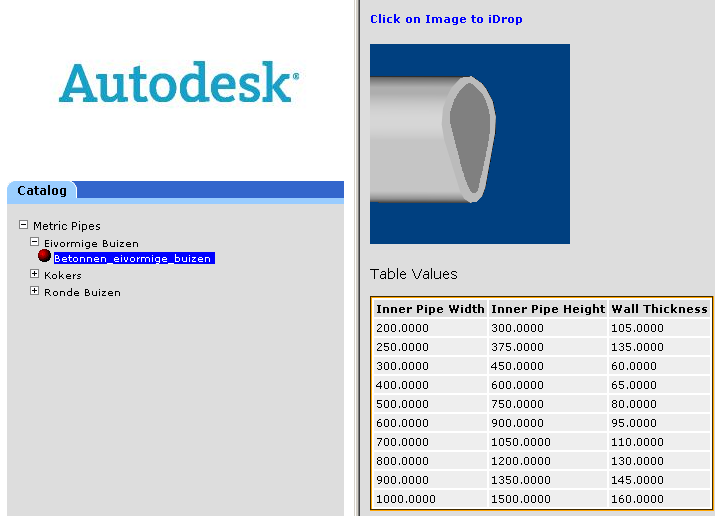 Autodesk®
Catalog
Metric Pipes
Eivormige Buizen
Betonnen_eivormige_buizen
Kokers
Ronde Buizen
Click on Image to iDrop
Table Values
Inner Pipe Width Inner Pipe Height Wall Thickness
200.0000 300.0000 105.0000
250.0000 375.0000 135.0000
300.0000 450.0000 60.0000
400.0000 600.0000 65.0000
500.0000 750.0000 80.0000
600.0000 900.0000 95.0000
700.0000 1050.0000 110.0000
800.0000 1200.0000 130.0000
900.0000 1350.0000 145.0000
1000.0000 1500.0000 160.0000